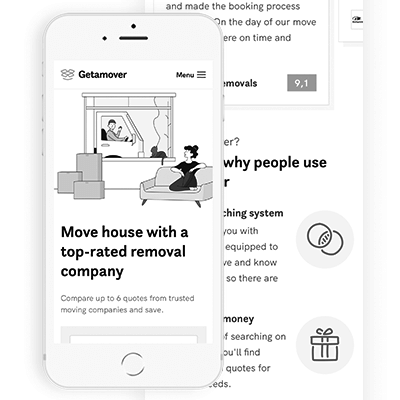 Getamover
Menu
Move house with a
top-rated removal
company
Compare up to 6 quotes from trusted
moving companies and save.
and made the booking process
On the day of our move
ere on time and
movals
9,1
er?
why people use
r
ching system
you with
equipped to
ve and know
so there are
money
of searching on
ou'll find
quotes for
eds.